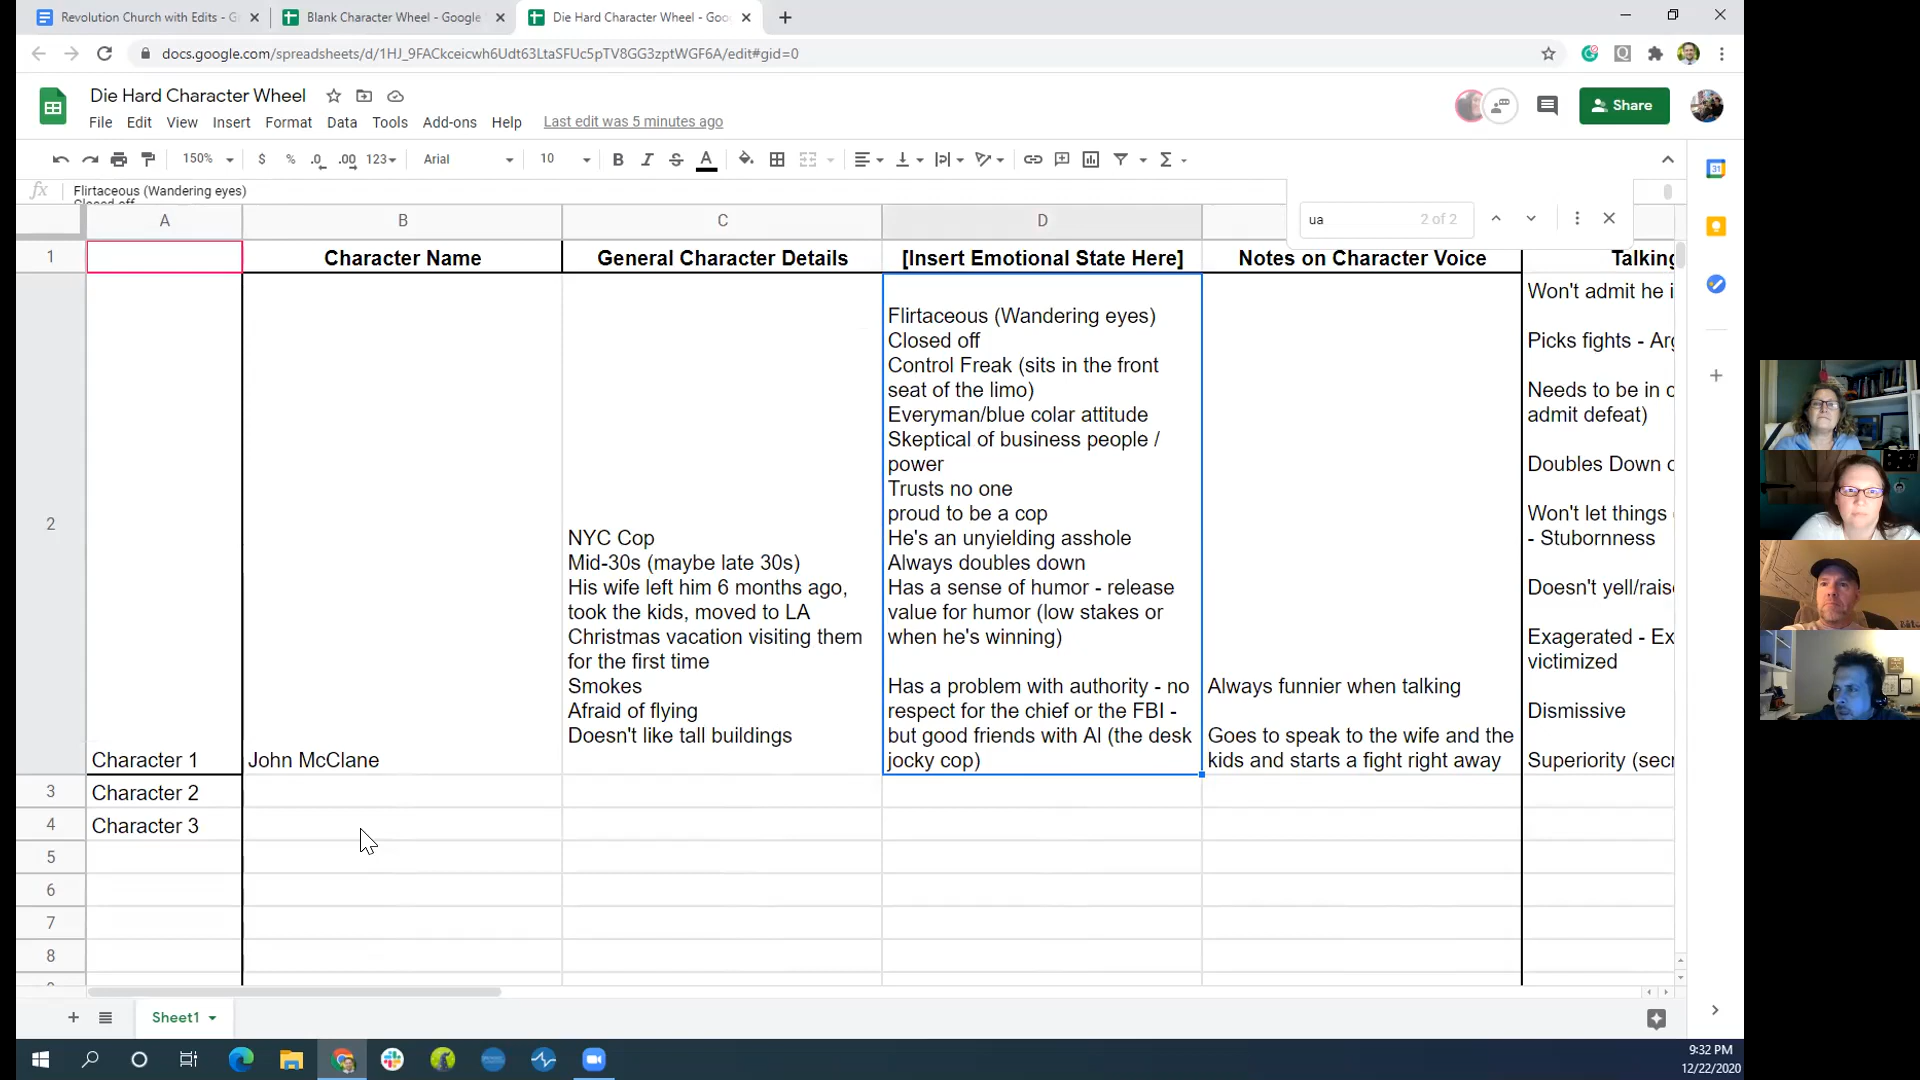 Revolution Church with Edits - G
Blank Character Wheel - Google
Die Hard Character Wheel - Goo
docs.google.com/spreadsheets/d/1HJ_9FACkceicwh6Udt63LtaSFUc5pTV8GG3zptWGF6A/edit#gid=0
Die Hard Character Wheel
File Edit View Insert Format Data Tools Add-ons Help Last edit was 5 minutes ago
Share
150% $ % .0 .00 123 Arial 10 B I S A
fx Flirtaceous (Wandering eyes)
Closed off
ua 2 of 2
A B C D
1 Character Name General Character Details [Insert Emotional State Here] Notes on Character Voice Talking
2
Character 1
John McClane
NYC Cop
Mid-30s (maybe late 30s)
His wife left him 6 months ago,
took the kids, moved to LA
Christmas vacation visiting them
for the first time
Smokes
Afraid of flying
Doesn't like tall buildings
Flirtaceous (Wandering eyes)
Closed off
Control Freak (sits in the front
seat of the limo)
Everyman/blue colar attitude
Skeptical of business people /
power
Trusts no one
proud to be a cop
He's an unyielding asshole
Always doubles down
Has a sense of humor - release
value for humor (low stakes or
when he's winning)
Has a problem with authority - no
respect for the chief or the FBI -
but good friends with Al (the desk
jocky cop)
Always funnier when talking
Goes to speak to the wife and the
kids and starts a fight right away
Won't admit he i
Picks fights - Arg
Needs to be in c
admit defeat)
Doubles Down o
Won't let things
- Stubornness
Doesn't yell/raise
Exagerated - Ex
victimized
Dismissive
Superiority (secr
3 Character 2
4 Character 3
5
6
7
8
Sheet1
9:32 PM
12/22/2020